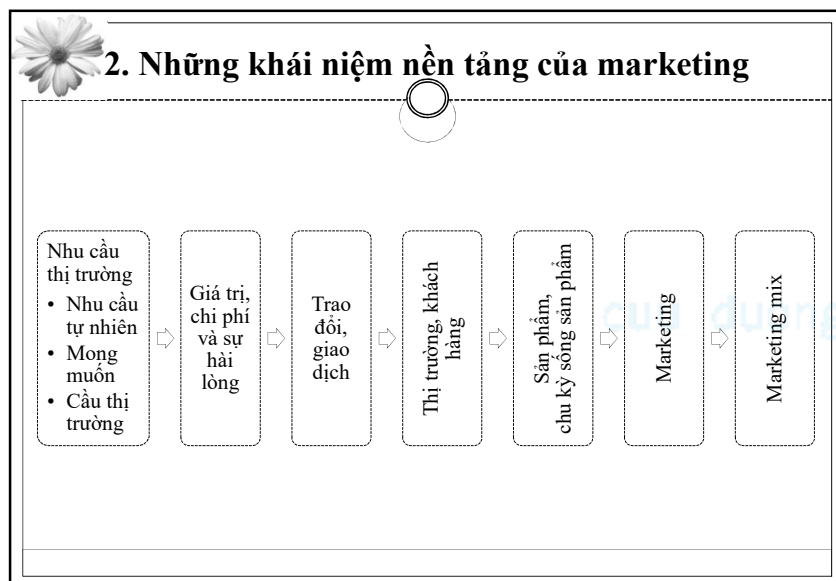 2. Những khái niệm nền tảng của marketing
Nhu cầu
thị trường
• Nhu cầu
tự nhiên
• Mong
muốn
• Cầu thị
trường
Giá trị,
chi phí
và sự
hài
lòng
Trao
đổi,
giao
dịch
Thị trường, khách
hàng
Sản phẩm,
chu kỳ sống sản phẩm
Marketing
Marketing mix
cuu duong